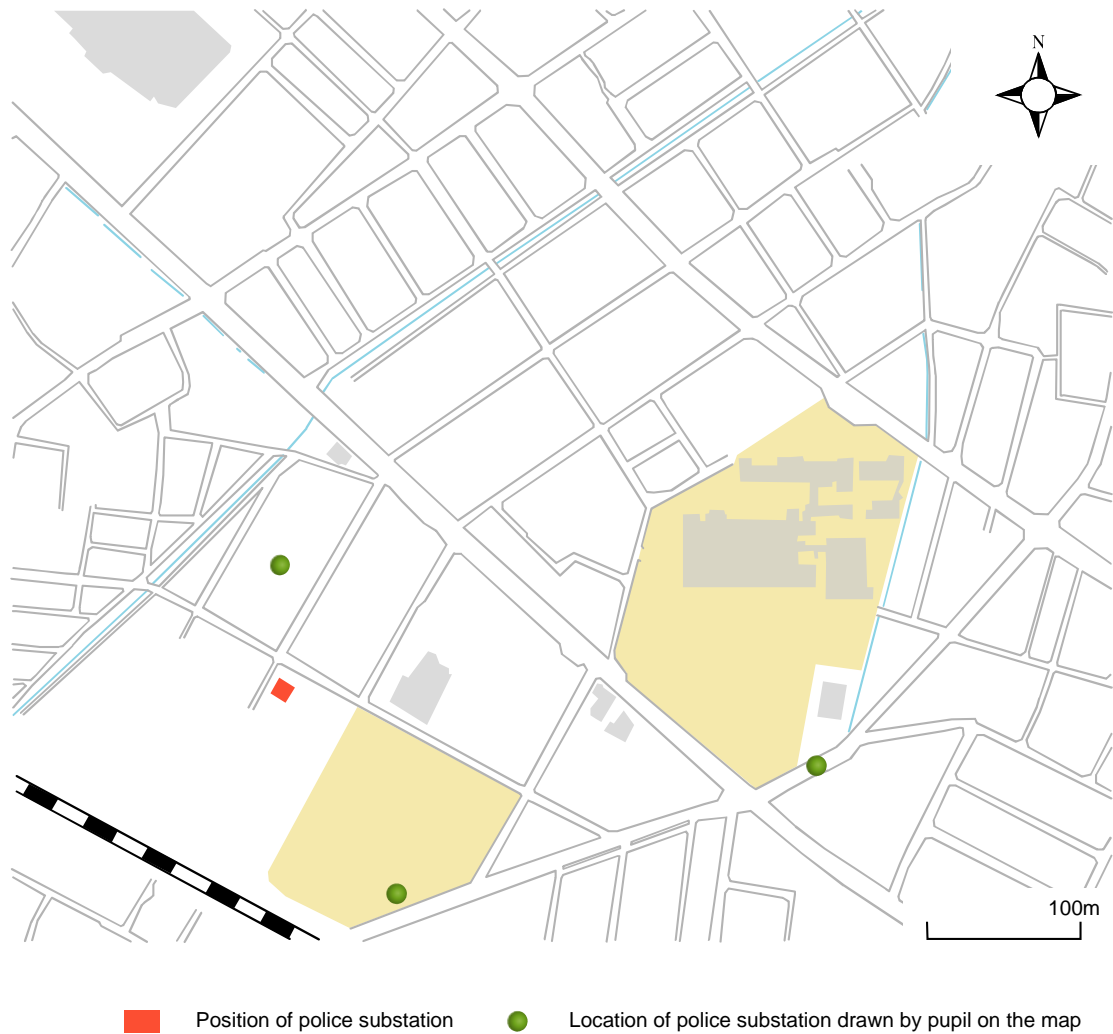 N
100m
Position of police substation
Location of police substation drawn by pupil on the map